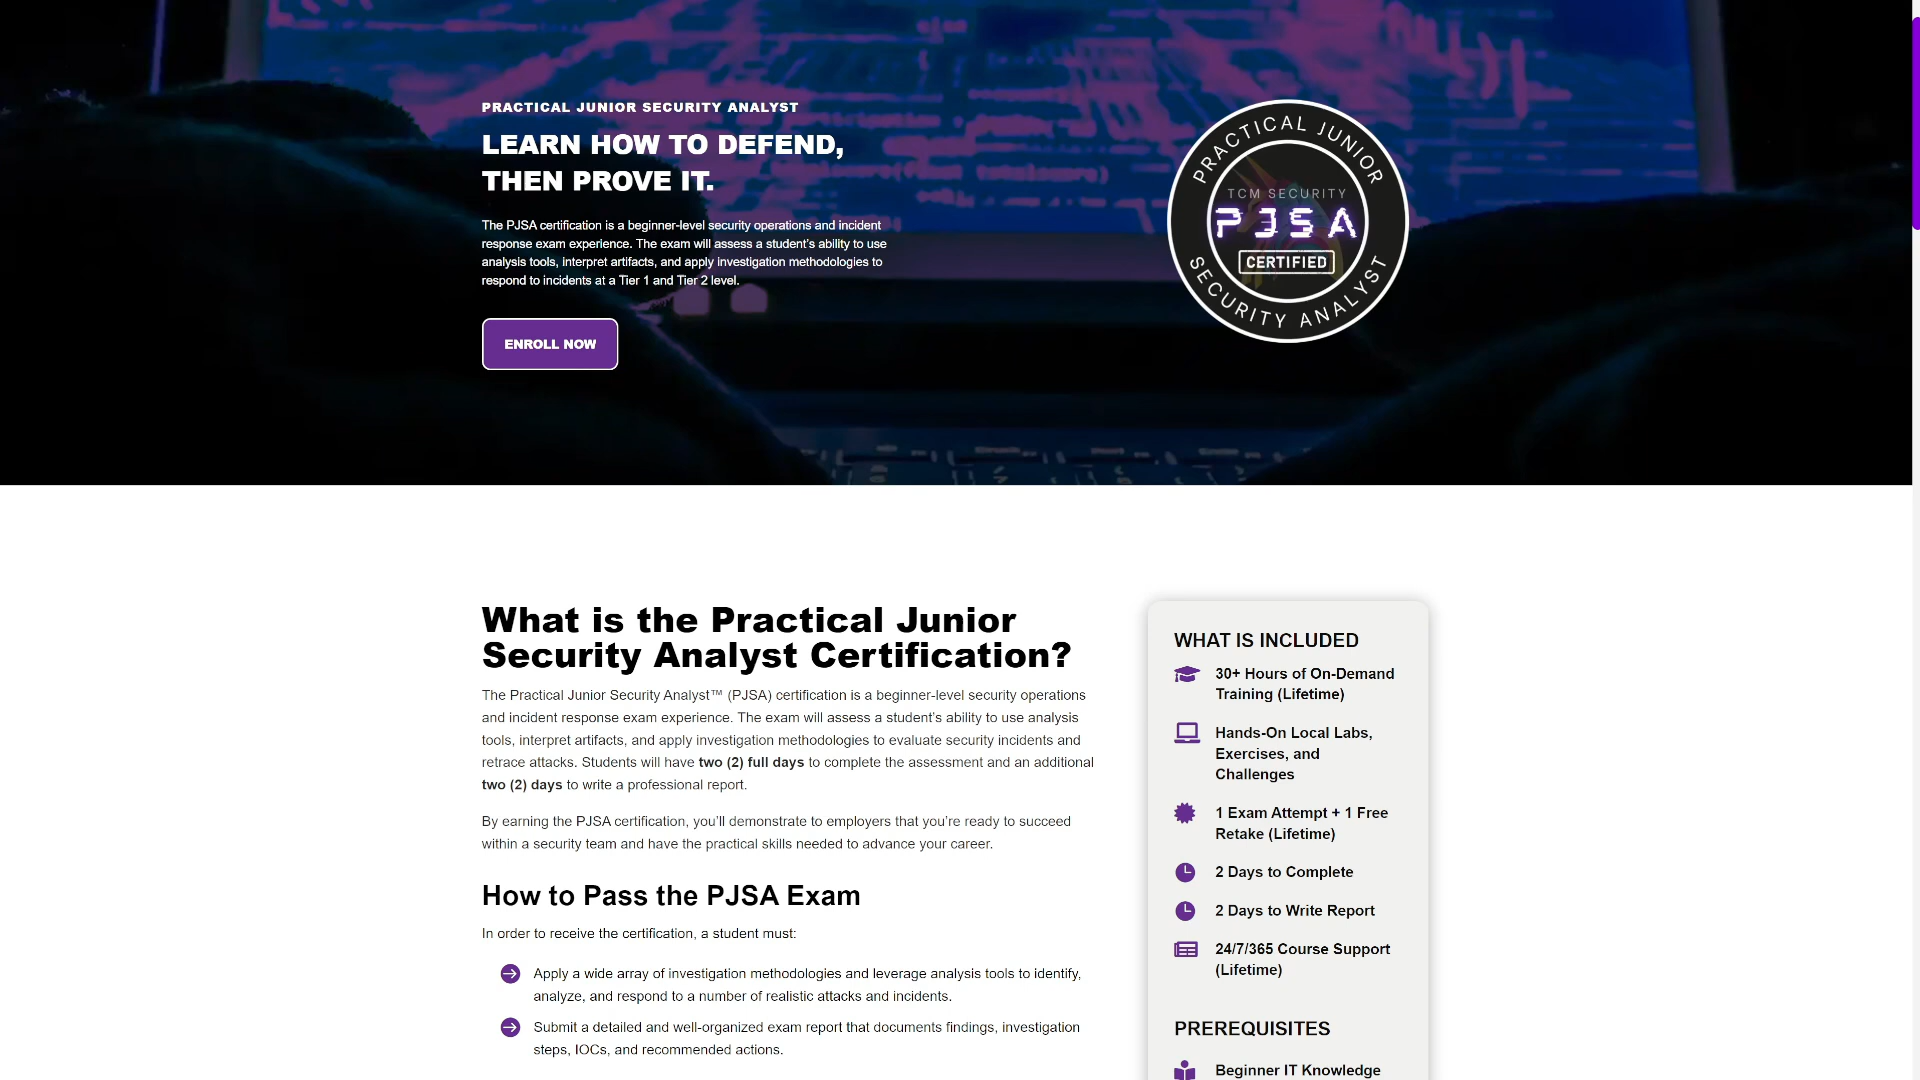 PRACTICAL JUNIOR SECURITY ANALYST
LEARN HOW TO DEFEND,
THEN PROVE IT.
The PJSA certification is a beginner-level security operations and incident
response exam experience. The exam will assess a student’s ability to use
analysis tools, interpret artifacts, and apply investigation methodologies to
respond to incidents at a Tier 1 and Tier 2 level.
ENROLL NOW
PRACTICAL JUNIOR
TCM SECURITY
PJSA
CERTIFIED
SECURITY ANALYST
What is the Practical Junior
Security Analyst Certification?
The Practical Junior Security Analyst™ (PJSA) certification is a beginner-level security operations
and incident response exam experience. The exam will assess a student’s ability to use analysis
tools, interpret artifacts, and apply investigation methodologies to evaluate security incidents and
retrace attacks. Students will have two (2) full days to complete the assessment and an additional
two (2) days to write a professional report.
By earning the PJSA certification, you’ll demonstrate to employers that you’re ready to succeed
within a security team and have the practical skills needed to advance your career.
How to Pass the PJSA Exam
In order to receive the certification, a student must:
Apply a wide array of investigation methodologies and leverage analysis tools to identify,
analyze, and respond to a number of realistic attacks and incidents.
Submit a detailed and well-organized exam report that documents findings, investigation
steps, IOCs, and recommended actions.
WHAT IS INCLUDED
30+ Hours of On-Demand
Training (Lifetime)
Hands-On Local Labs,
Exercises, and
Challenges
1 Exam Attempt + 1 Free
Retake (Lifetime)
2 Days to Complete
2 Days to Write Report
24/7/365 Course Support
(Lifetime)
PREREQUISITES
Beginner IT Knowledge